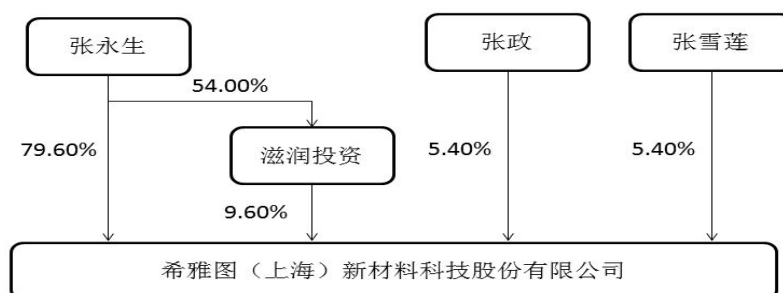 张永生
张政
张雪莲
54.00%
79.60%
滋润投资
5.40%
5.40%
9.60%
希雅图（上海）新材料科技股份有限公司